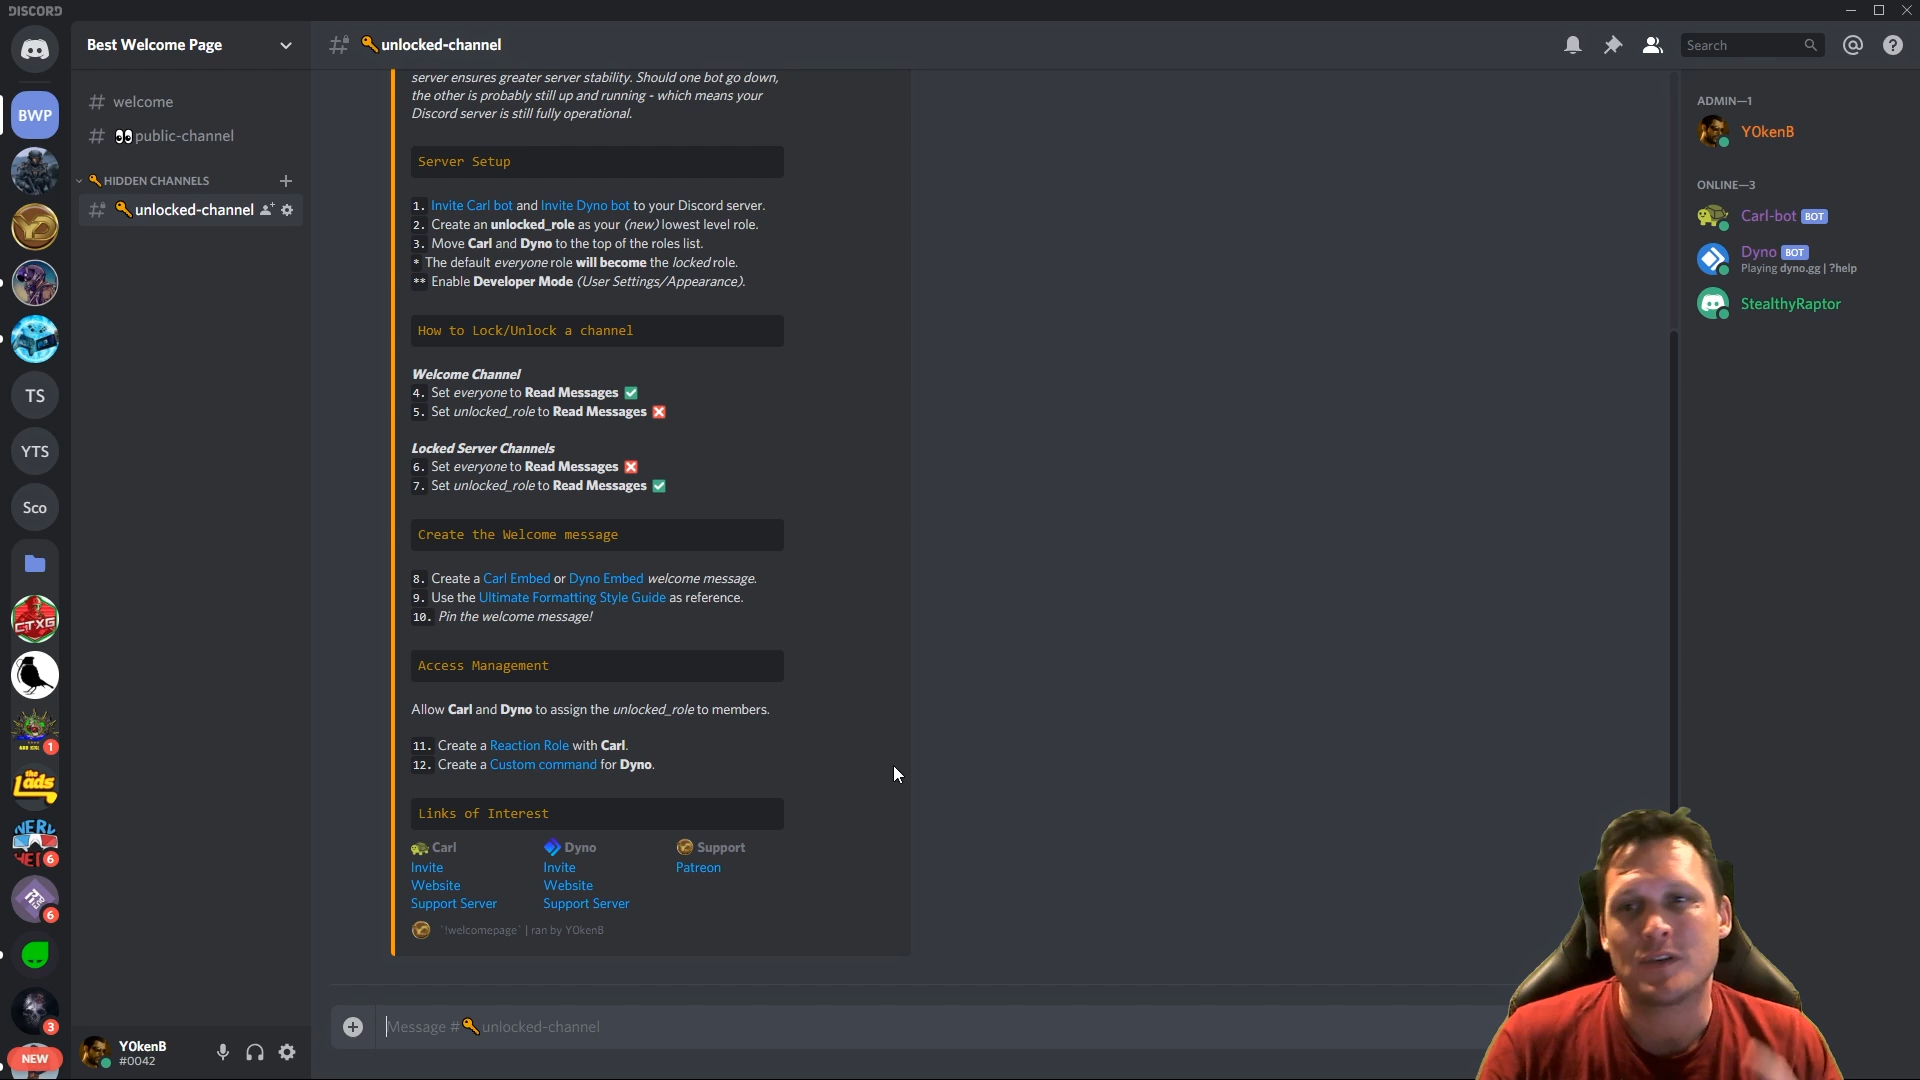 DISCORD
Best Welcome Page
unlocked-channel
Search
BWP
TS
YTS
Sco
CTXG
1
the Lads
6
6
3
NEW
welcome
public-channel
HIDDEN CHANNELS
unlocked-channel
Y0kenB
#0042
server ensures greater server stability. Should one bot go down,
the other is probably still up and running - which means your
Discord server is still fully operational.
Server Setup
1. Invite Carl bot and Invite Dyno bot to your Discord server.
2. Create an unlocked_role as your (new) lowest level role.
3. Move Carl and Dyno to the top of the roles list.
* The default everyone role will become the locked role.
** Enable Developer Mode (User Settings/Appearance).
How to Lock/Unlock a channel
Welcome Channel
4. Set everyone to Read Messages ✅
5. Set unlocked_role to Read Messages ❌
Locked Server Channels
6. Set everyone to Read Messages ❌
7. Set unlocked_role to Read Messages ✅
Create the Welcome message
8. Create a Carl Embed or Dyno Embed welcome message.
9. Use the Ultimate Formatting Style Guide as reference.
10. Pin the welcome message!
Access Management
Allow Carl and Dyno to assign the unlocked_role to members.
11. Create a Reaction Role with Carl.
12. Create a Custom command for Dyno.
Links of Interest
Carl Dyno Support
Invite Invite Patreon
Website Website
Support Server Support Server
`!welcomepage` | ran by Y0kenB
Message #🔑unlocked-channel
ADMIN—1
Y0kenB
ONLINE—3
Carl-bot BOT
Dyno BOT
Playing dyno.gg | ?help
StealthyRaptor